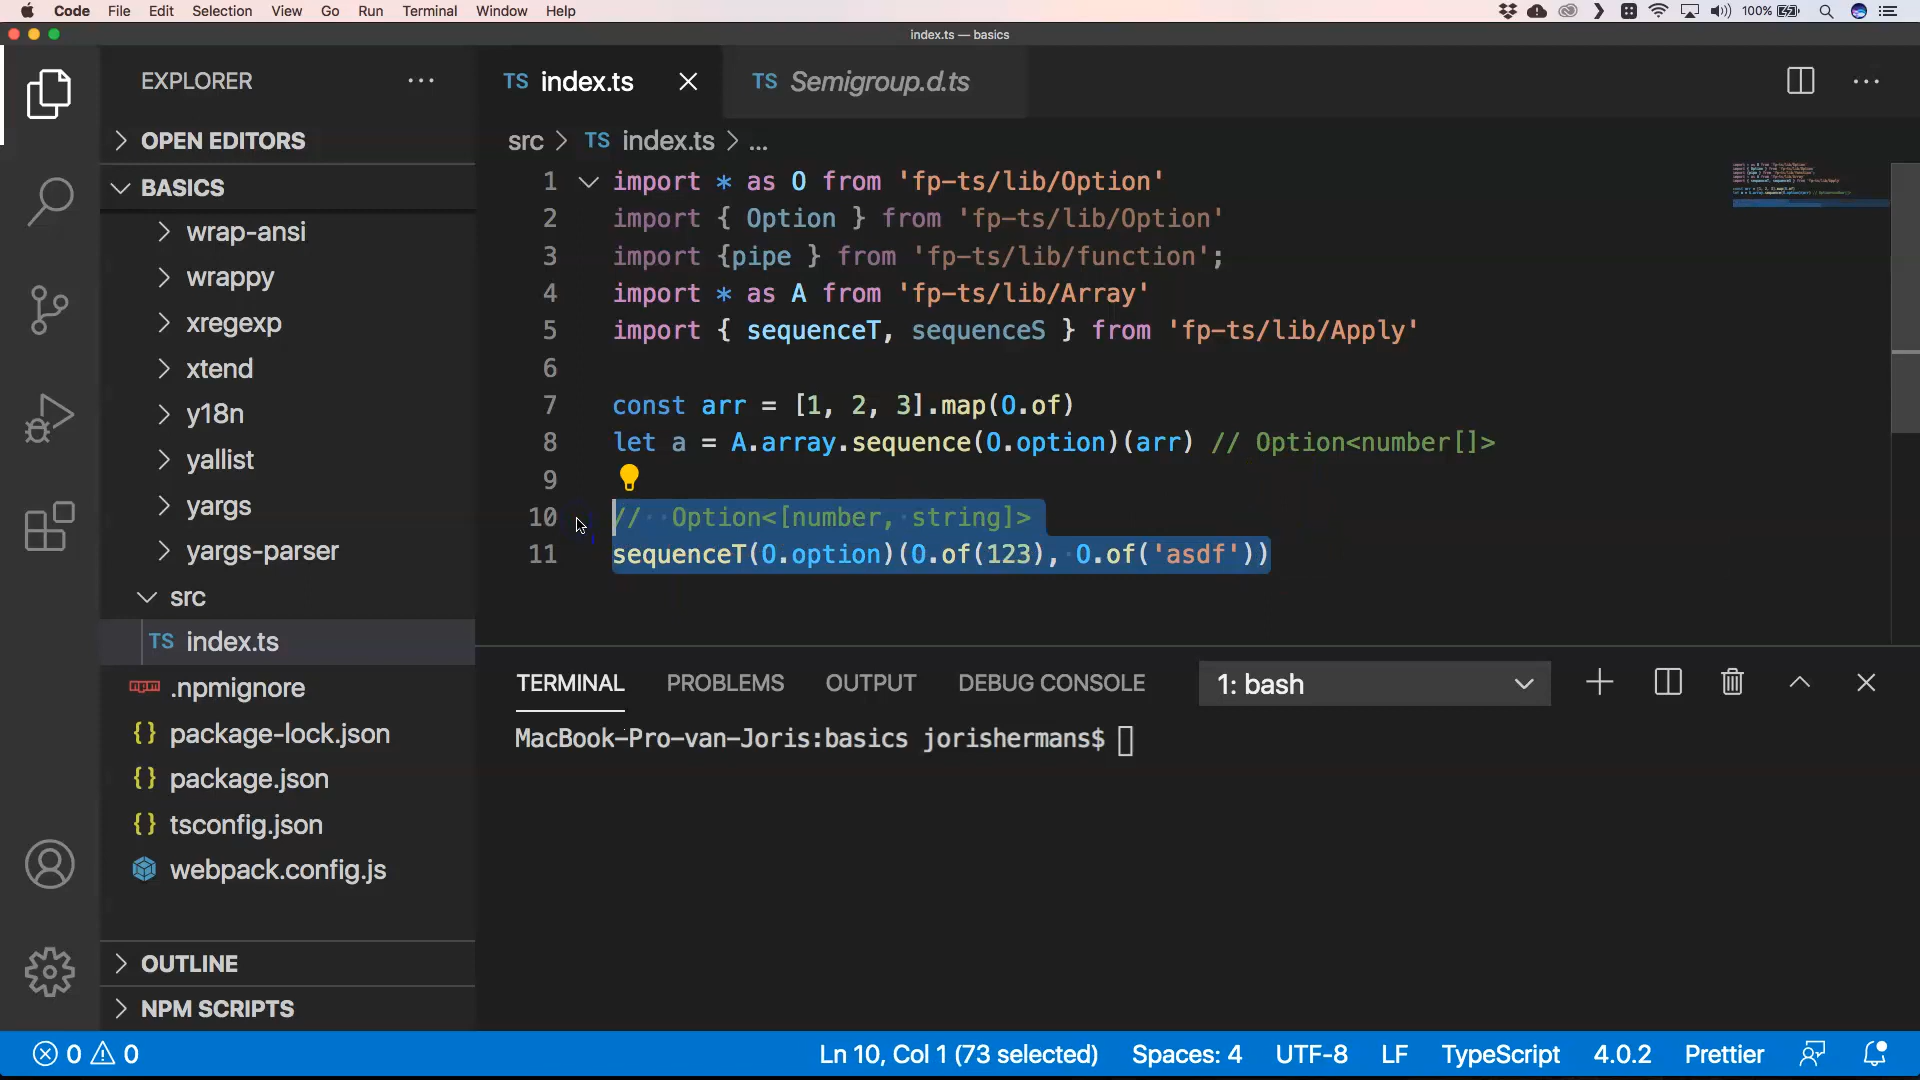 Code File Edit Selection View Go Run Terminal Window Help 100%
index.ts — basics
EXPLORER
OPEN EDITORS
BASICS
wrap-ansi
wrappy
xregexp
xtend
y18n
yallist
yargs
yargs-parser
src
TS index.ts
npm .npmignore
{} package-lock.json
{} package.json
{} tsconfig.json
webpack.config.js
OUTLINE
NPM SCRIPTS
TS index.ts
TS Semigroup.d.ts
src > TS index.ts > ...
1 import * as O from 'fp-ts/lib/Option'
2 import { Option } from 'fp-ts/lib/Option'
3 import {pipe } from 'fp-ts/lib/function';
4 import * as A from 'fp-ts/lib/Array'
5 import { sequenceT, sequenceS } from 'fp-ts/lib/Apply'
6
7 const arr = [1, 2, 3].map(O.of)
8 let a = A.array.sequence(O.option)(arr) // Option<number[]>
9
10 //  Option<[number, string]>
11 sequenceT(O.option)(O.of(123), O.of('asdf'))
TERMINAL PROBLEMS OUTPUT DEBUG CONSOLE 1: bash
MacBook-Pro-van-Joris:basics jorishermans$
0 0 Ln 10, Col 1 (73 selected) Spaces: 4 UTF-8 LF TypeScript 4.0.2 Prettier